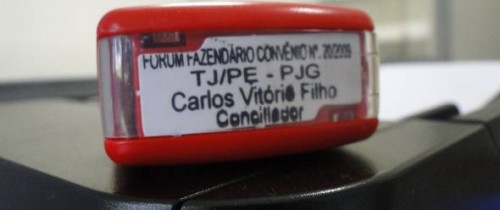 FORUM FAZENDÁRIO CONVÊNIO Nº. 20/2009
TJ/PE - PJG
Carlos Vitório Filho
Conciliador